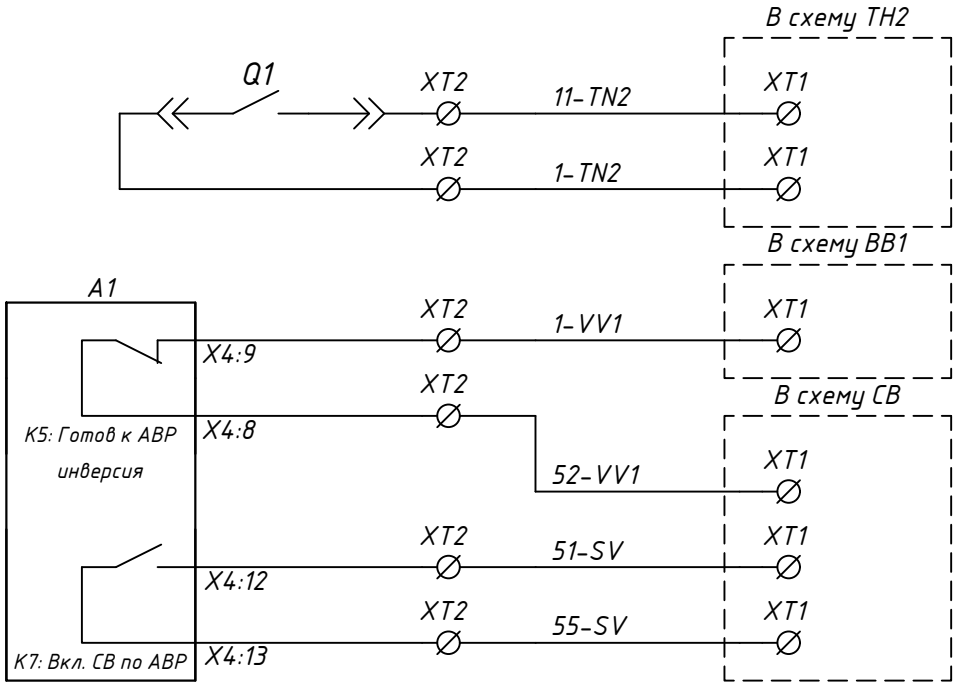 В схему ТН2
Q1
XT2
11-TN2
XT1
XT2
1-TN2
XT1
В схему ВВ1
A1
XT2
1-VV1
XT1
X4:9
XT2
В схему СВ
K5: Готов к АВР
X4:8
инверсия
52-VV1
XT1
XT2
51-SV
XT1
X4:12
XT2
55-SV
XT1
K7: Вкл. СВ по АВР
X4:13